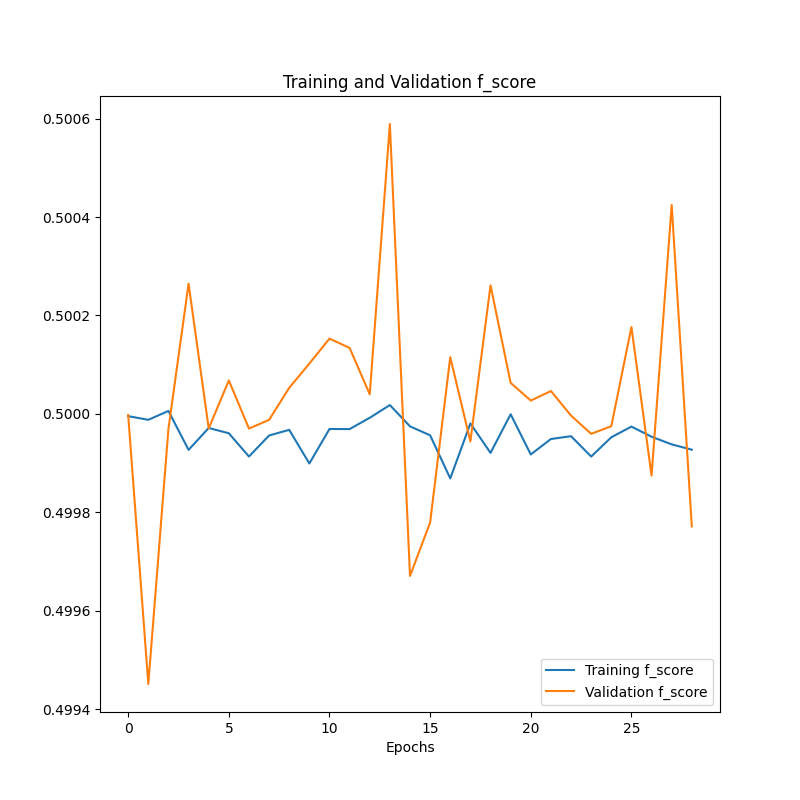 Training and Validation f_score
0.5006
0.5004
0.5002
0.5000
0.4998
0.4996
0.4994
Training f_score
Validation f_score
0 5 10 15 20 25
Epochs